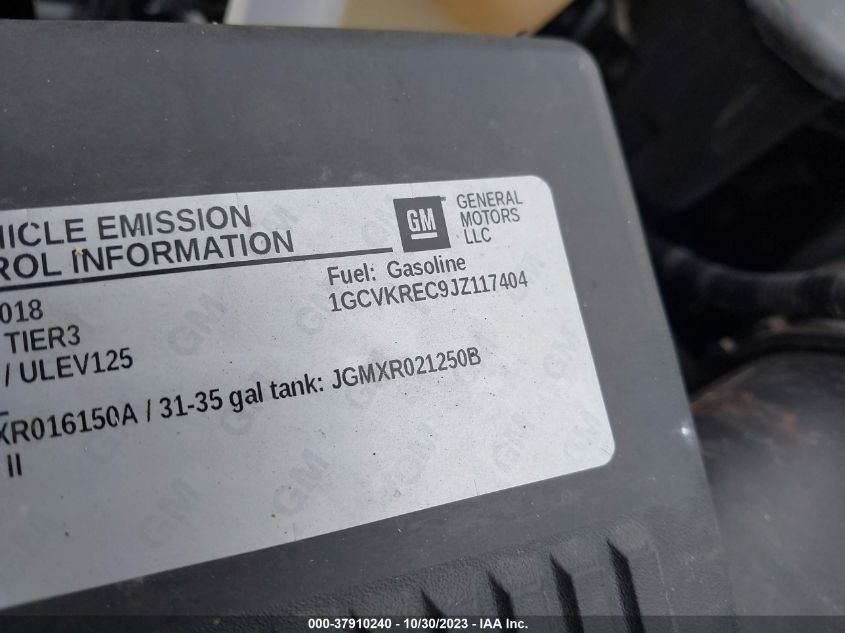 HICLE EMISSION
ROL INFORMATION
GM
GENERAL
MOTORS
LLC
Fuel: Gasoline
1GCVKREC9JZ117404
018
TIER3
/ ULEV125
XR016150A / 31-35 gal tank: JGMXR021250B
II
000-37910240 - 10/30/2023 - IAA Inc.